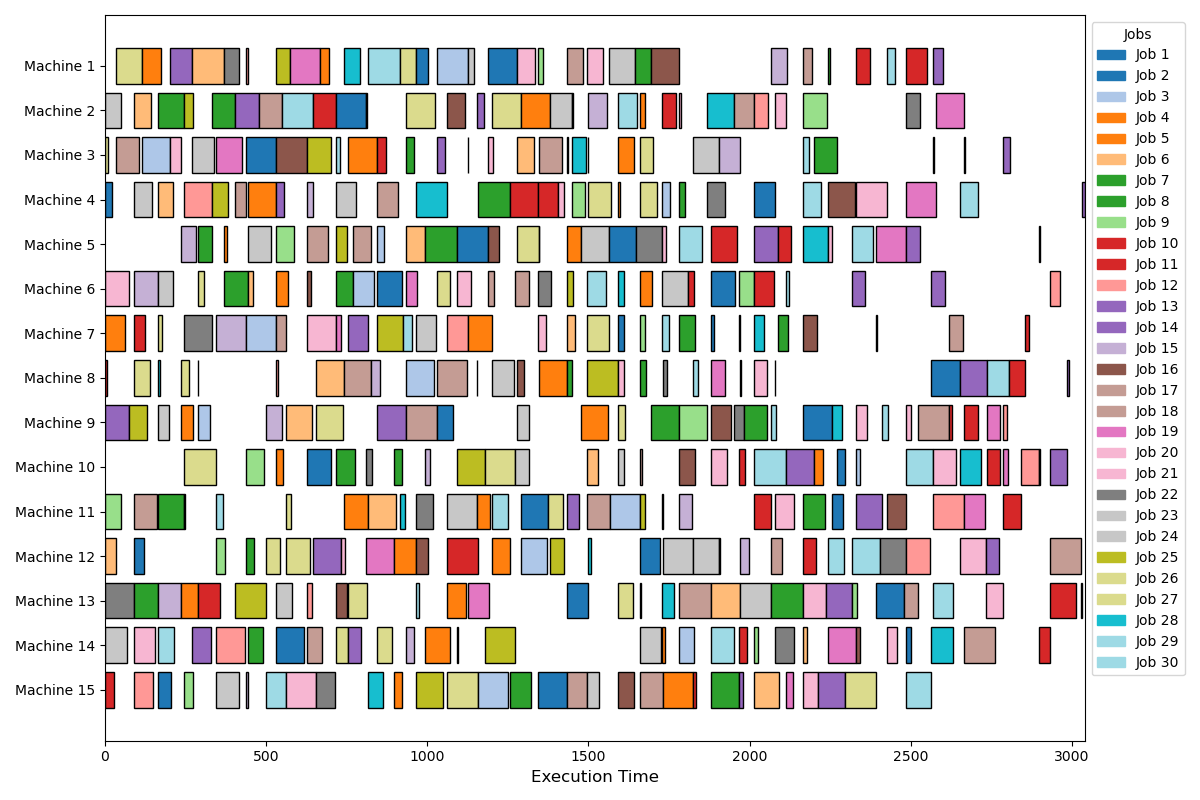 Machine 1
Machine 2
Machine 3
Machine 4
Machine 5
Machine 6
Machine 7
Machine 8
Machine 9
Machine 10
Machine 11
Machine 12
Machine 13
Machine 14
Machine 15
0 500 1000 1500 2000 2500 3000
Execution Time
Jobs
Job 1
Job 2
Job 3
Job 4
Job 5
Job 6
Job 7
Job 8
Job 9
Job 10
Job 11
Job 12
Job 13
Job 14
Job 15
Job 16
Job 17
Job 18
Job 19
Job 20
Job 21
Job 22
Job 23
Job 24
Job 25
Job 26
Job 27
Job 28
Job 29
Job 30